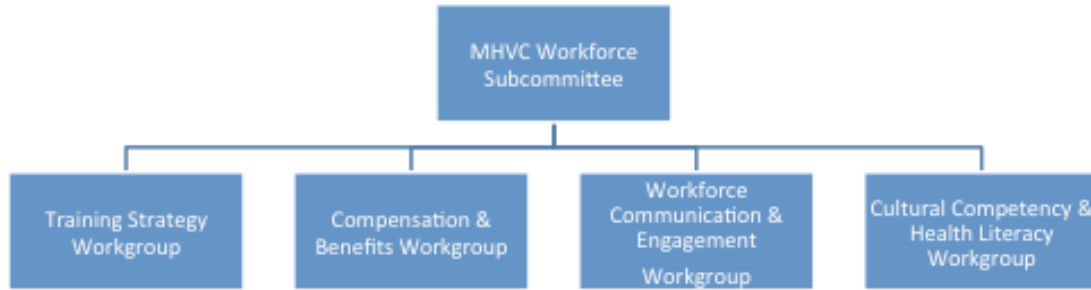 MHVC Workforce
Subcommittee
Training Strategy
Workgroup
Compensation &
Benefits Workgroup
Workforce
Communication &
Engagement
Workgroup
Cultural Competency &
Health Literacy
Workgroup